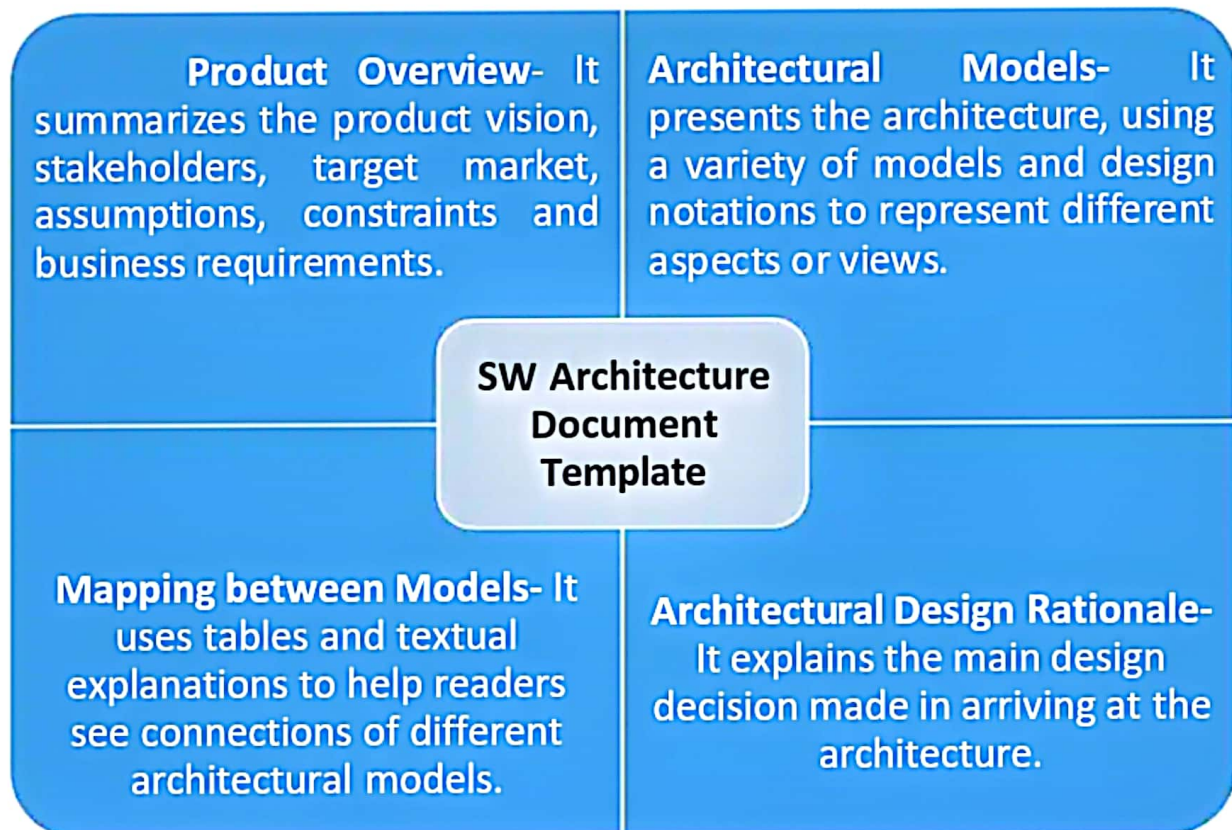 Product Overview- It
summarizes the product vision,
stakeholders, target market,
assumptions, constraints and
business requirements.
Architectural Models- It
presents the architecture, using
a variety of models and design
notations to represent different
aspects or views.
SW Architecture
Document
Template
Mapping between Models- It
uses tables and textual
explanations to help readers
see connections of different
architectural models.
Architectural Design Rationale-
It explains the main design
decision made in arriving at the
architecture.